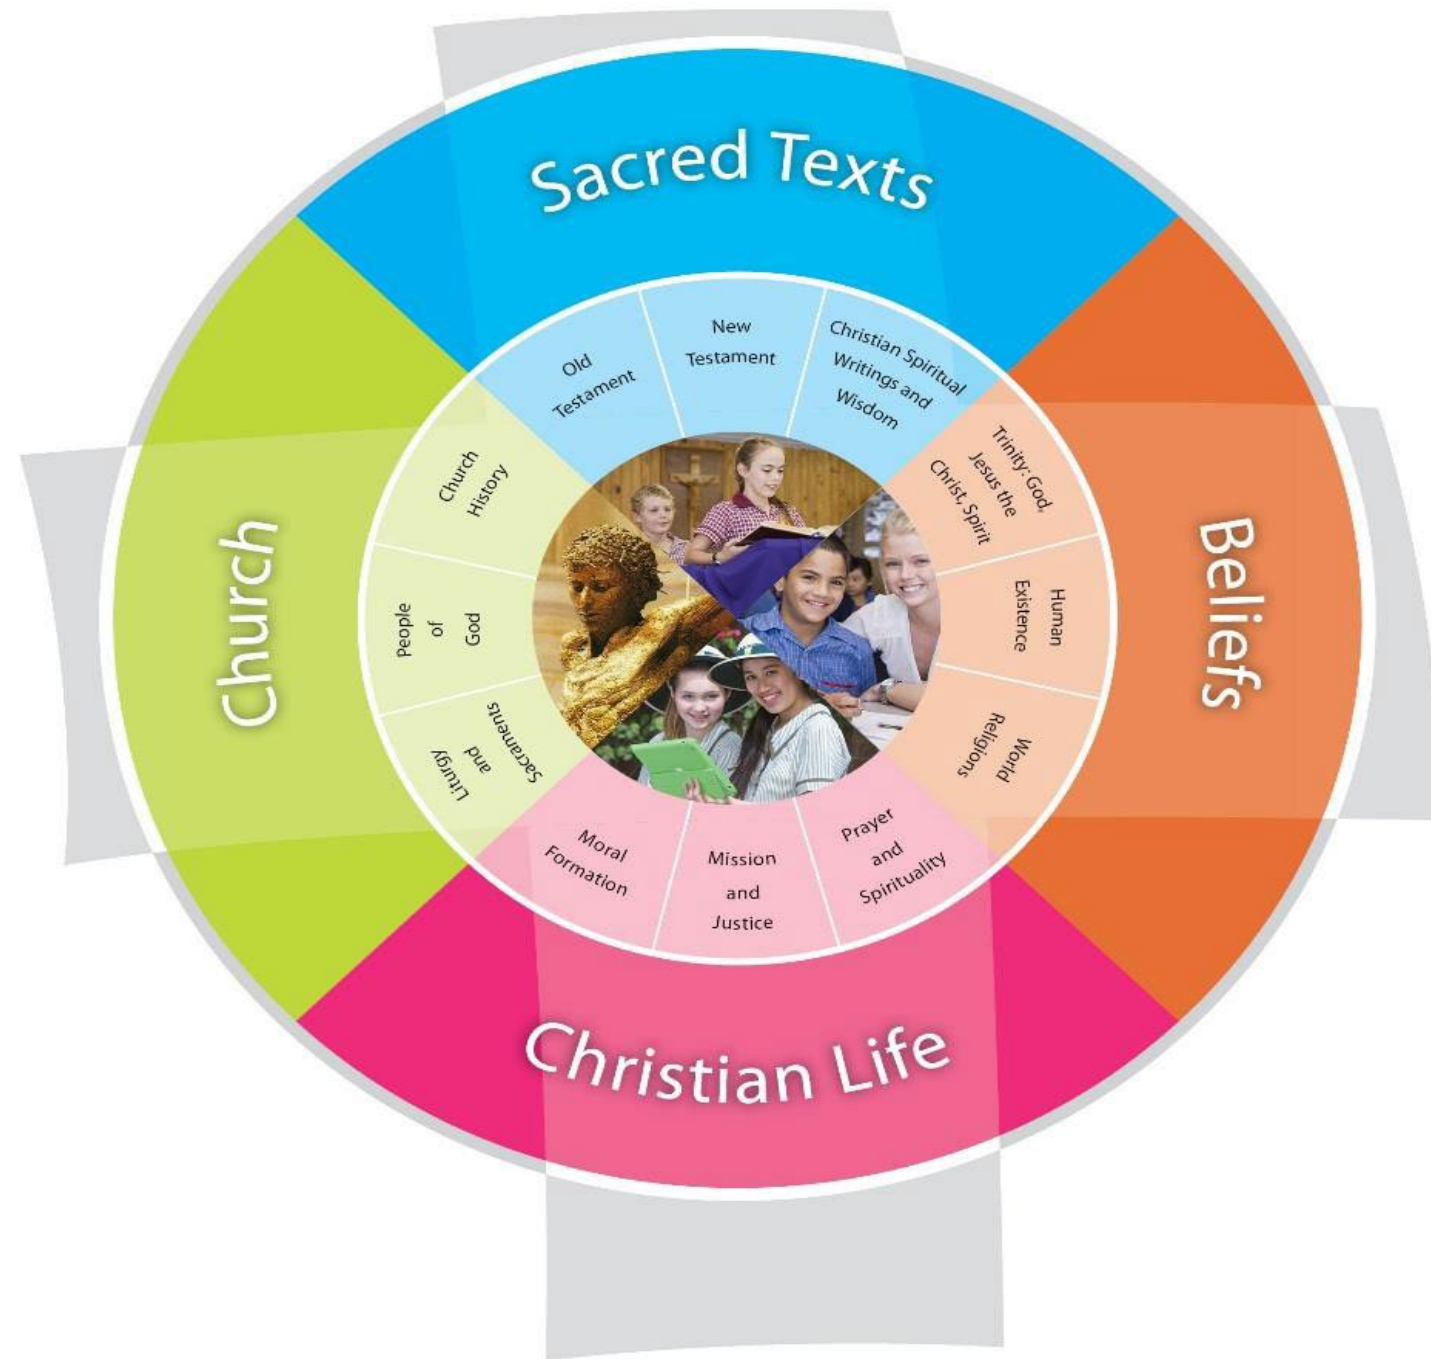 Sacred Texts
Old
Testament
New
Testament
Christian Spiritual
Writings and
Wisdom
Beliefs
Trinity: God,
Jesus the
Christ, Spirit
Human
Existence
World
Religions
Christian Life
Prayer
and
Spirituality
Mission
and
Justice
Moral
Formation
Church
Liturgy
and
Sacraments
People
of
God
Church
History